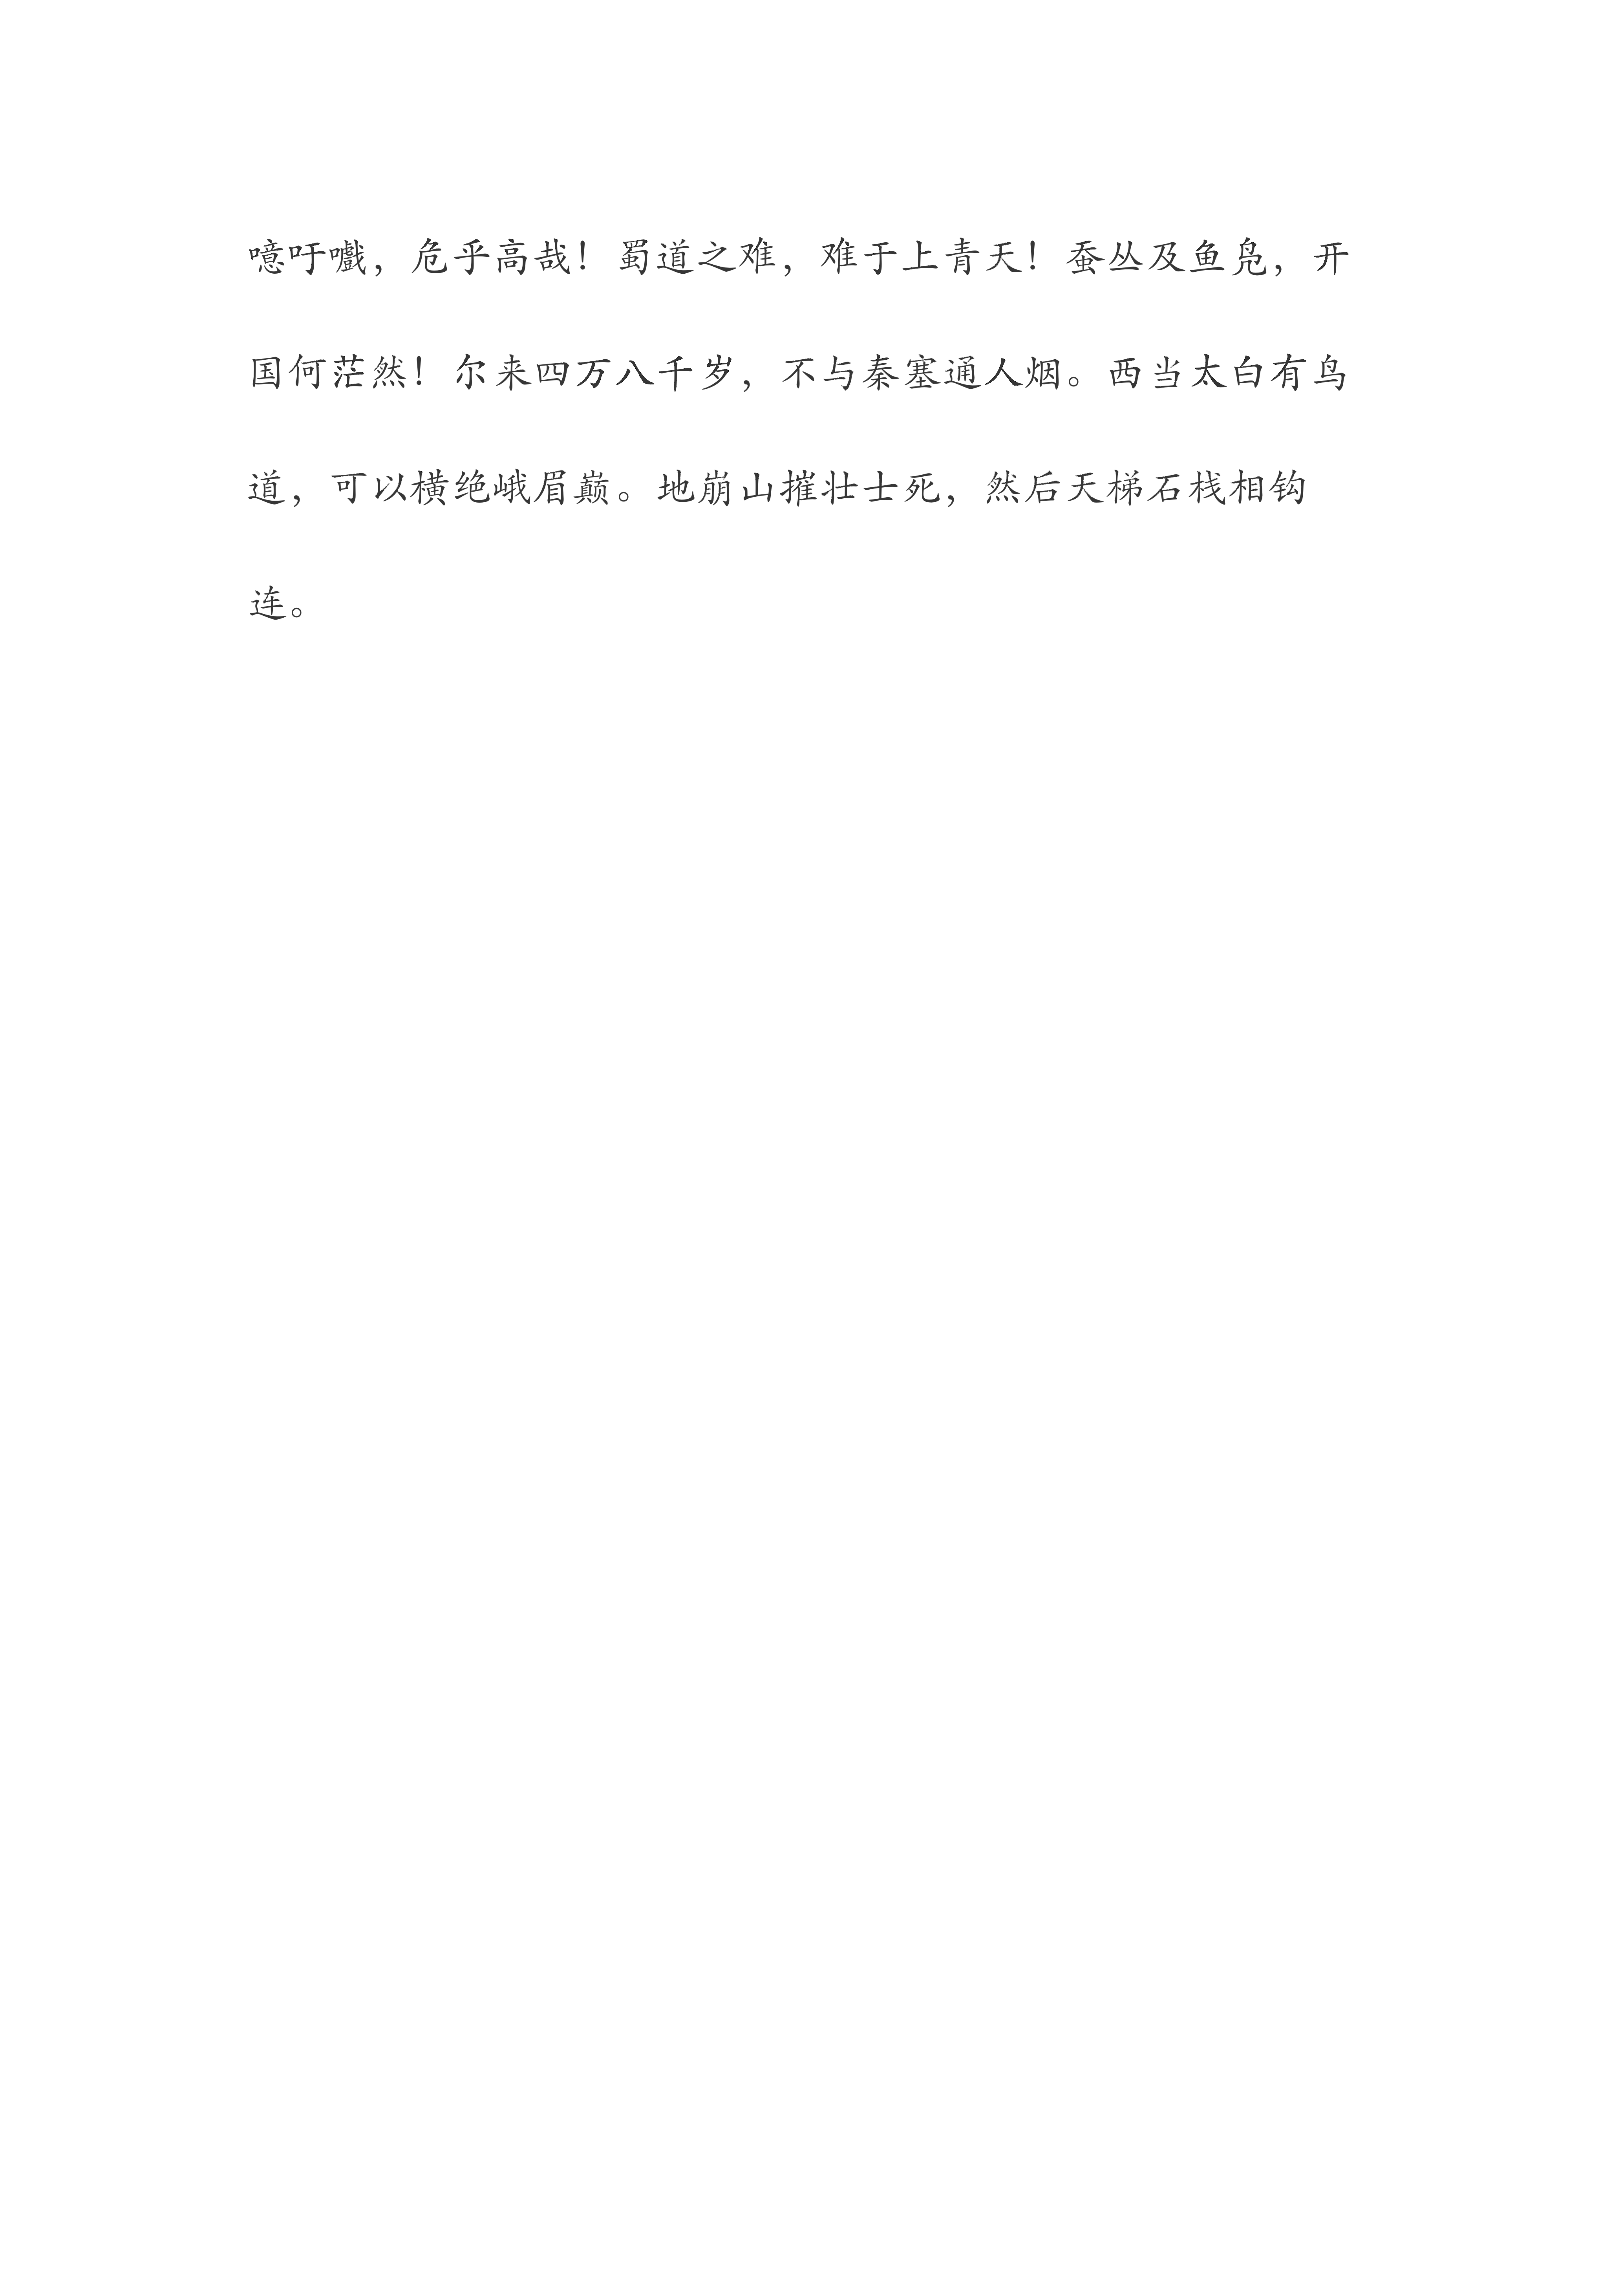 噫吁嚱，危乎高哉！蜀道之难，难于上青天！蚕丛及鱼凫，开
国何茫然！尔来四万八千岁，不与秦塞通人烟。西当太白有鸟
道，可以横绝峨眉巅。地崩山摧壮士死，然后天梯石栈相钩
连。